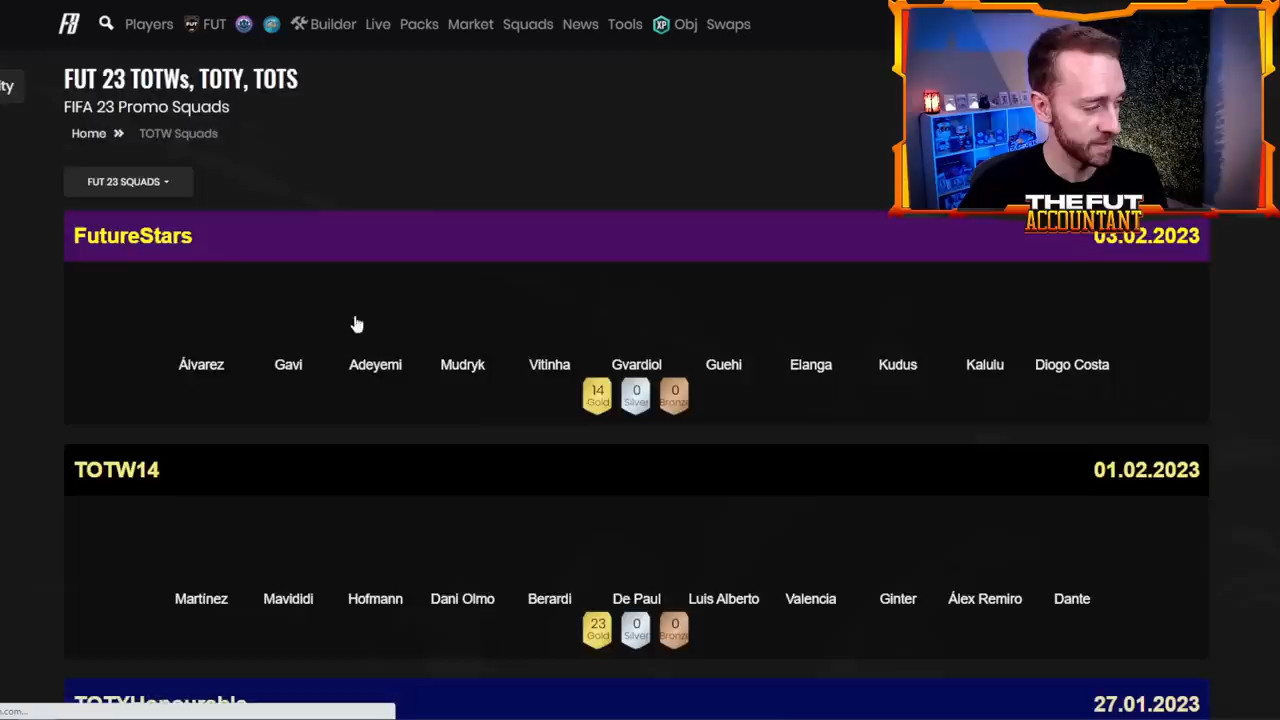 Players FUT Builder Live Packs Market Squads News Tools XP Obj Swaps
ity
FUT 23 TOTWs, TOTY, TOTS
FIFA 23 Promo Squads
Home » TOTW Squads
FUT 23 SQUADS
THE FUT
ACCOUNTANT
FutureStars 03.02.2023
Álvarez Gavi Adeyemi Mudryk Vitinha Gvardiol Guehi Elanga Kudus Kalulu Diogo Costa
14 0 0
Gold Silver Bronze
TOTW14 01.02.2023
Martínez Mavididi Hofmann Dani Olmo Berardi De Paul Luis Alberto Valencia Ginter Álex Remiro Dante
23 0 0
Gold Silver Bronze
TOTYHonourable 27.01.2023